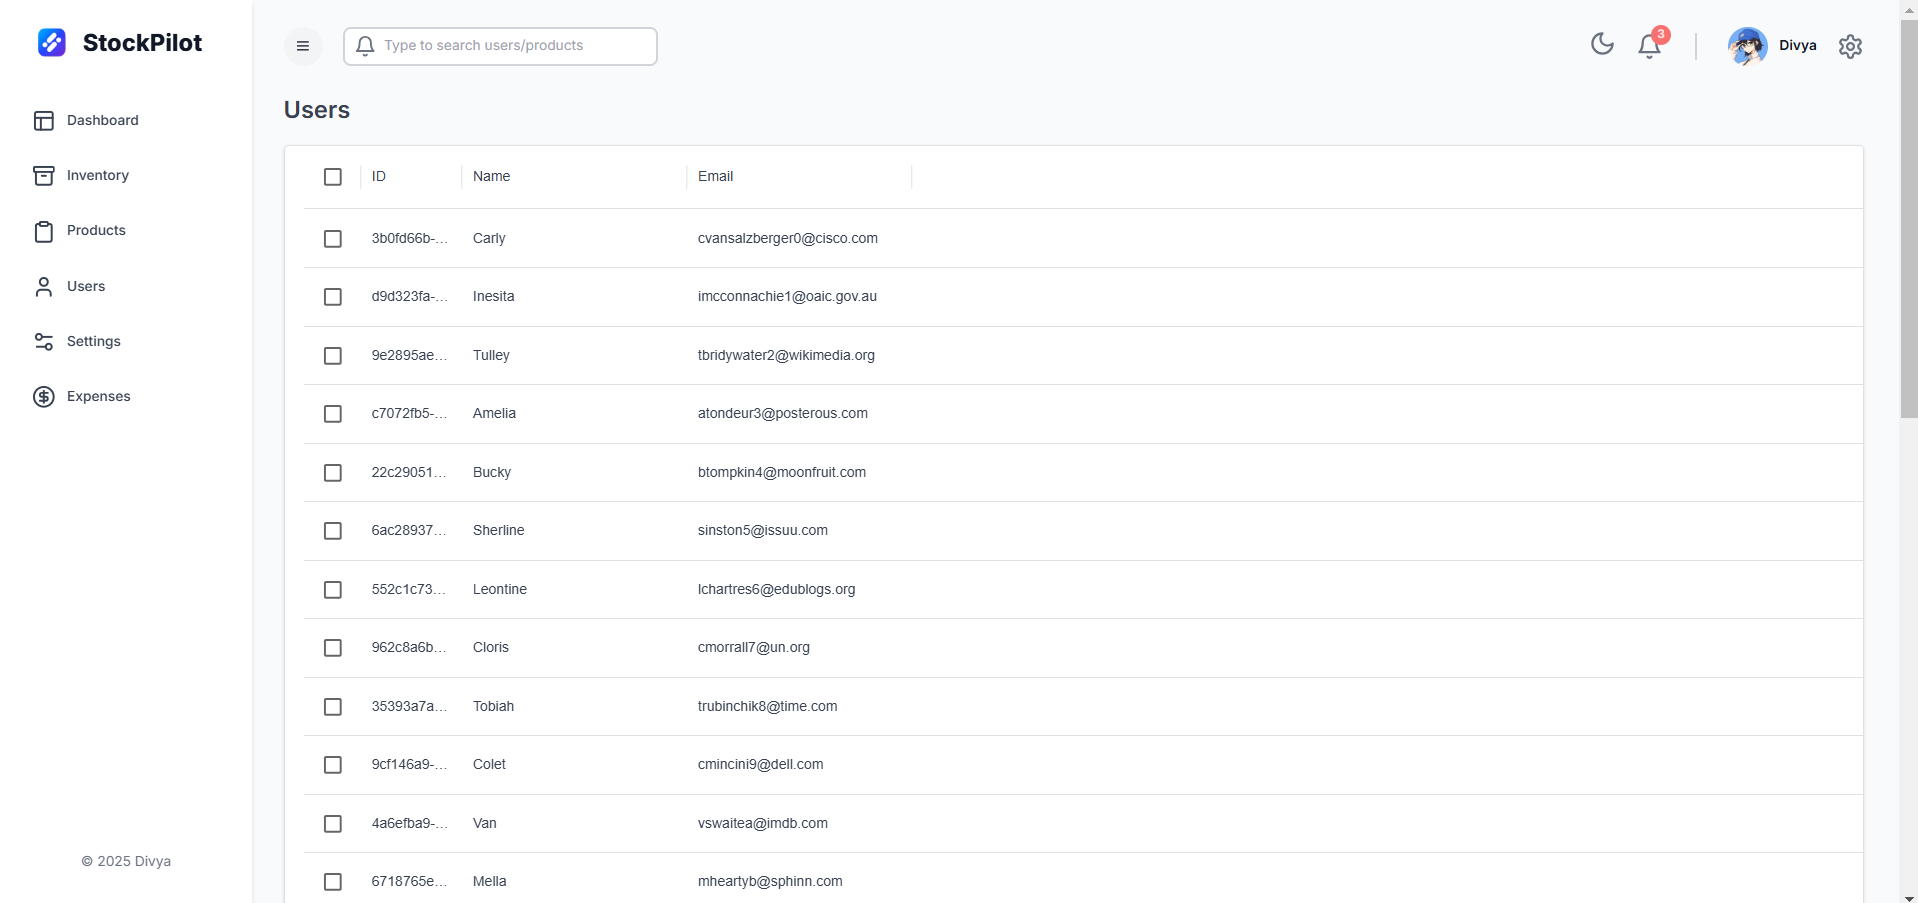 StockPilot
Type to search users/products
3
Divya
Dashboard
Inventory
Products
Users
Settings
Expenses
© 2025 Divya
Users
ID Name Email
3b0fd66b-... Carly cvansalzberger0@cisco.com
d9d323fa-... Inesita imcconnachie1@oaic.gov.au
9e2895ae... Tulley tbridywater2@wikimedia.org
c7072fb5-... Amelia atondeur3@posterous.com
22c29051... Bucky btompkin4@moonfruit.com
6ac28937... Sherline sinston5@issuu.com
552c1c73... Leontine lchartres6@edublogs.org
962c8a6b... Cloris cmorrall7@un.org
35393a7a... Tobiah trubinchik8@time.com
9cf146a9-... Colet cmincini9@dell.com
4a6efba9-... Van vswaitea@imdb.com
6718765e... Mella mheartyb@sphinn.com